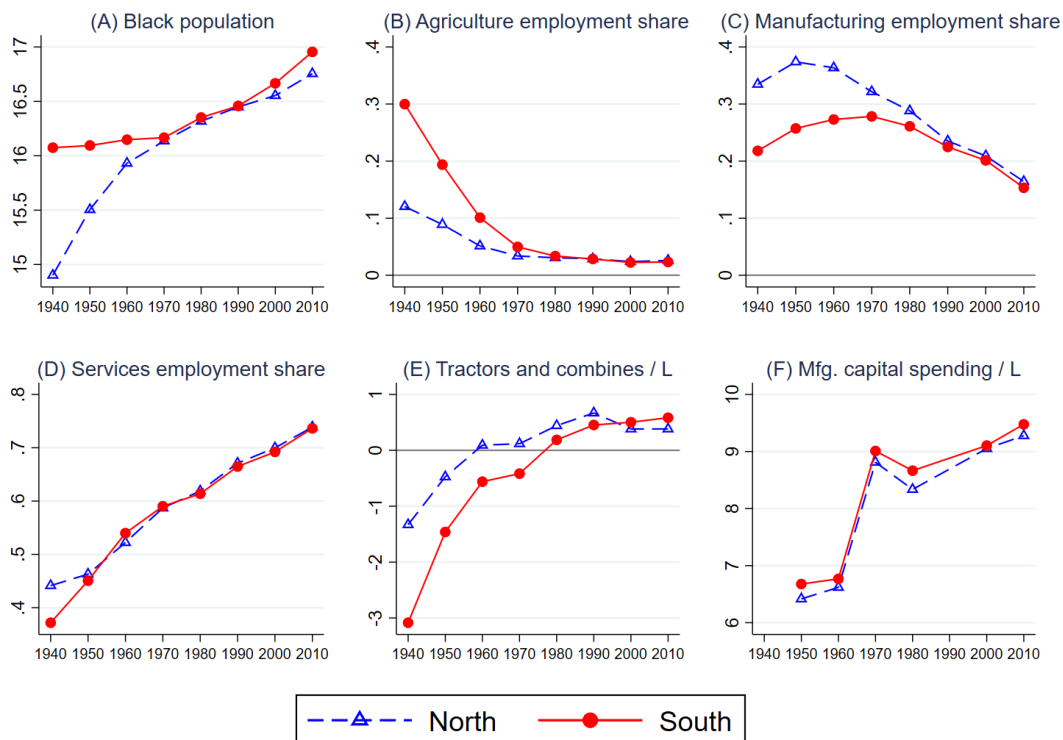 (A) Black population
17
16.5
16
15.5
15
1940 1950 1960 1970 1980 1990 2000 2010
(B) Agriculture employment share
.4
.3
.2
.1
0
1940 1950 1960 1970 1980 1990 2000 2010
(C) Manufacturing employment share
.4
.3
.2
.1
0
1940 1950 1960 1970 1980 1990 2000 2010
(D) Services employment share
.8
.7
.6
.5
.4
1940 1950 1960 1970 1980 1990 2000 2010
(E) Tractors and combines / L
1
0
-1
-2
-3
1940 1950 1960 1970 1980 1990 2000 2010
(F) Mfg. capital spending / L
10
9
8
7
6
1940 1950 1960 1970 1980 1990 2000 2010
North South